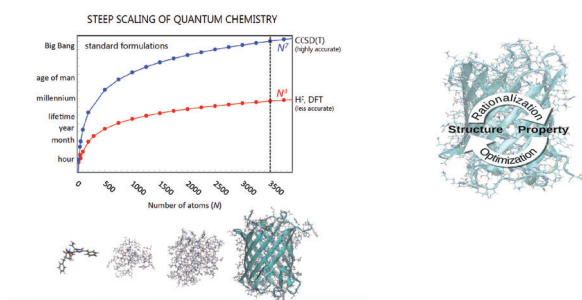 STEEP SCALING OF QUANTUM CHEMISTRY
standard formulations
Big Bang
age of man
millennium
lifetime
year
month
hour
CCSD(T)
(highly accurate)
N⁷
N⁴
HF, DFT
(less accurate)
0 500 1000 1500 2000 2500 3000 3500
Number of atoms (N)
Rationalization
Structure Property
Optimization